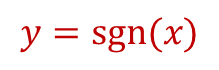 y = sgn(x)